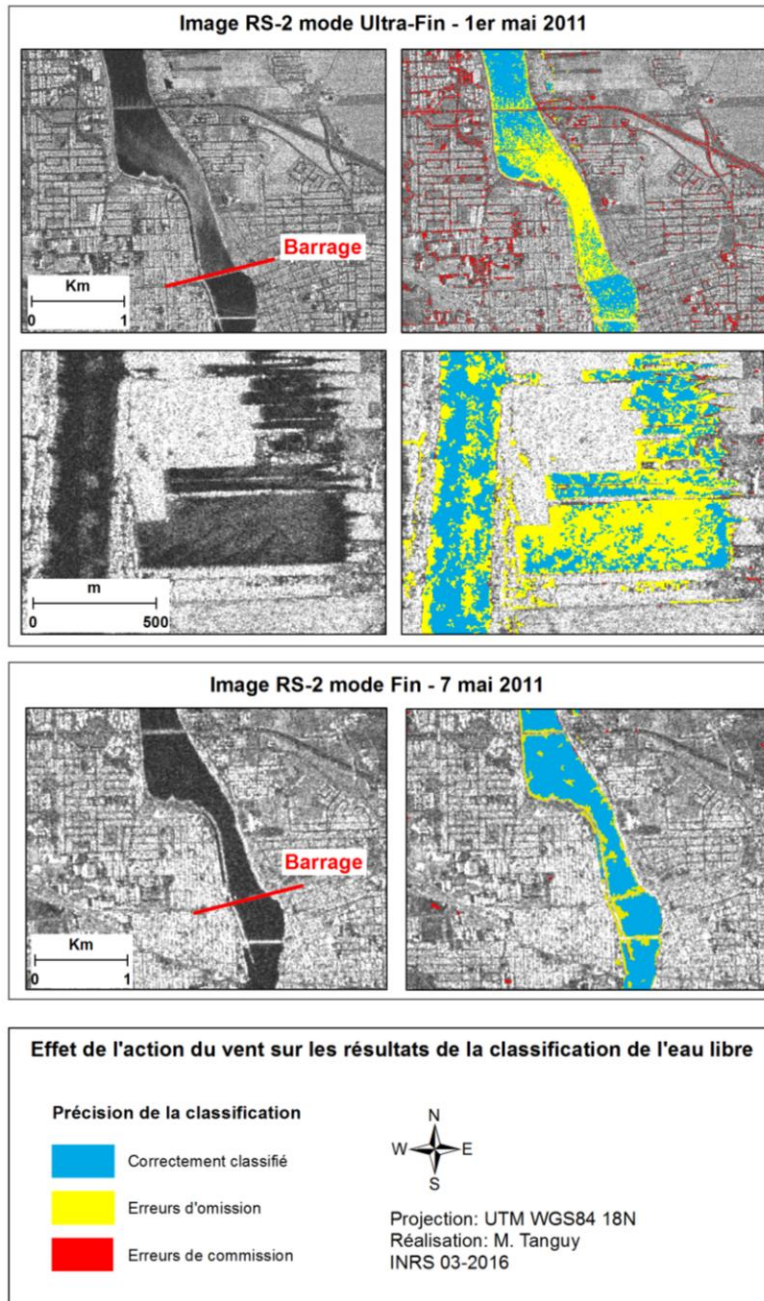 Image RS-2 mode Ultra-Fin - 1er mai 2011
Barrage
Km
0 1
m
0 500
Image RS-2 mode Fin - 7 mai 2011
Barrage
Km
0 1
Effet de l'action du vent sur les résultats de la classification de l'eau libre
Précision de la classification
Correctement classifié
Erreurs d'omission
Erreurs de commission
N
W E
S
Projection: UTM WGS84 18N
Réalisation: M. Tanguy
INRS 03-2016